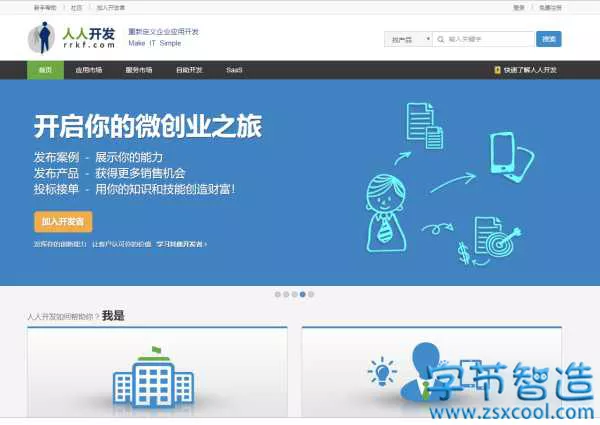 新手帮助 | 社区 | 加入开发者
登录 | 免费注册
人人开发
rrkf.com
重新定义企业应用开发
Make IT Simple
找产品
输入关键字
搜索
首页
应用市场
服务市场
自助开发
SaaS
快速了解人人开发
开启你的微创业之旅
发布案例 - 展示你的能力
发布产品 - 获得更多销售机会
投标接单 - 用你的知识和技能创造财富!
加入开发者
发挥你的创新能力 让客户认可你的价值
人人开发如何帮助你? 我是
字节智造
www.zsxcool.com